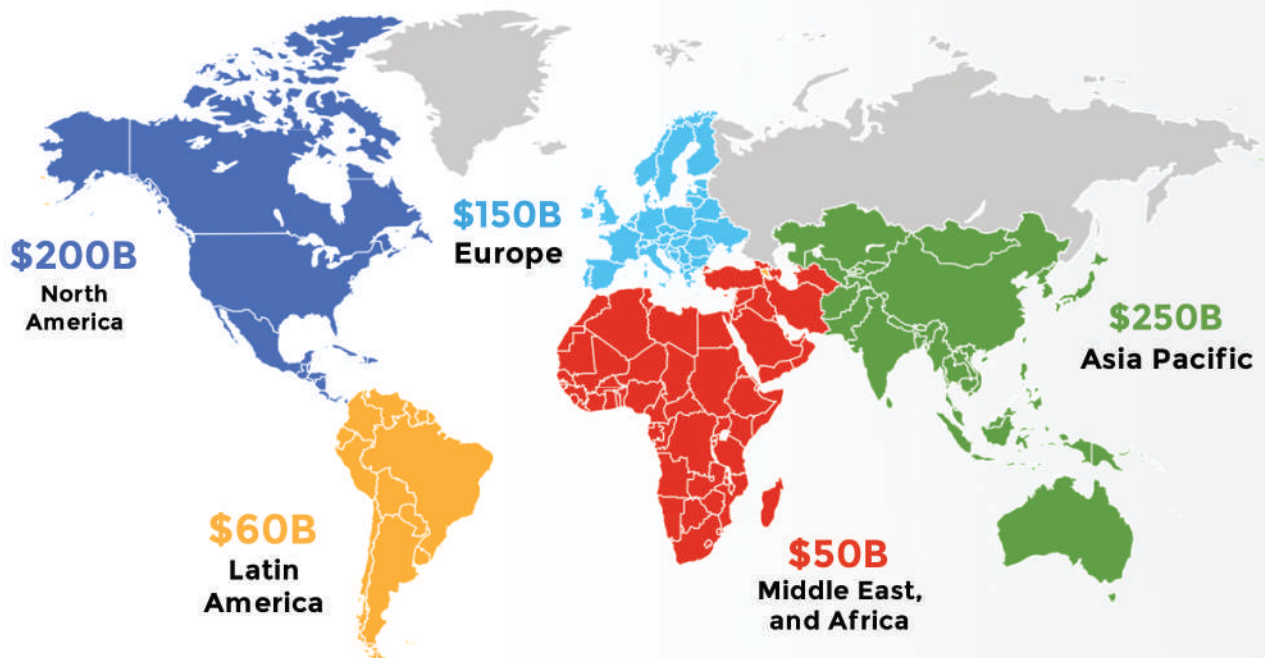 $200B
North
America
$150B
Europe
$250B
Asia Pacific
$60B
Latin
America
$50B
Middle East,
and Africa